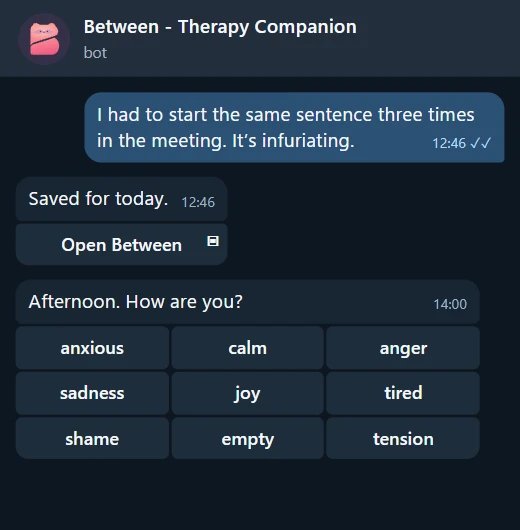 Between - Therapy Companion
bot
I had to start the same sentence three times
in the meeting. It’s infuriating.
12:46
Saved for today.
12:46
Open Between
Afternoon. How are you?
14:00
anxious
calm
anger
sadness
joy
tired
shame
empty
tension